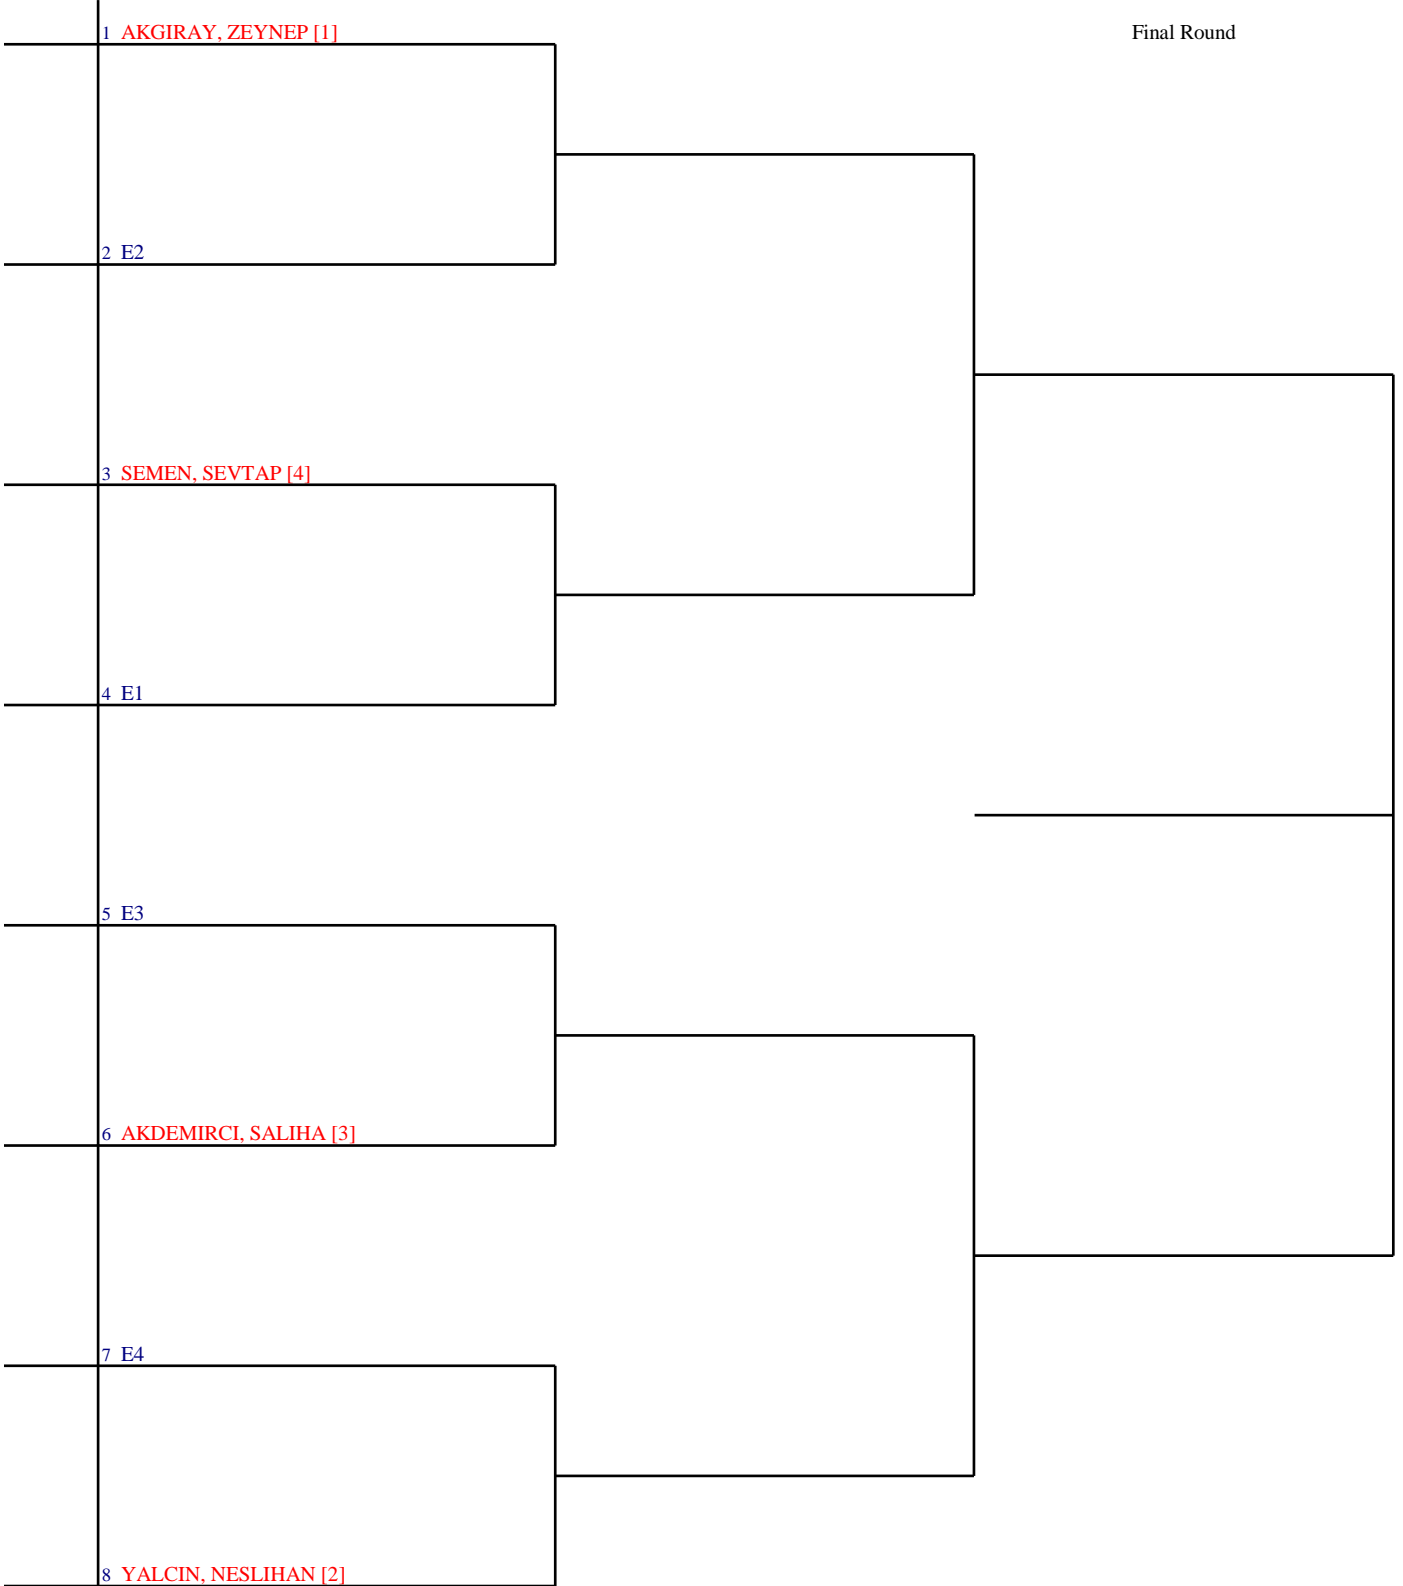 1 AKGIRAY, ZEYNEP [1]
Final Round
2 E2
3 SEMEN, SEVTAP [4]
4 E1
5 E3
6 AKDEMIRCI, SALIHA [3]
7 E4
8 YALCIN, NESLIHAN [2]